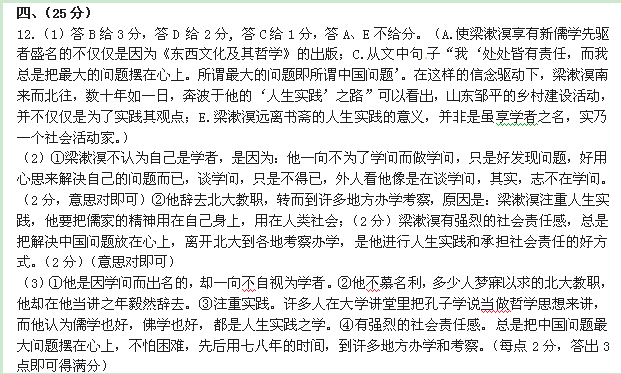 四、（25 分）
12.（1）答 B 给 3 分，答 D 给 2 分, 答 C 给 1 分，答 A、E 不给分。（A.使梁漱溟享有新儒学先驱
者盛名的不仅仅是因为《东西文化及其哲学》的出版；C.从文中句子“我‘处处皆有责任，而我
总是把最大的问题摆在心上。所谓最大的问题即所谓中国问题’。在这样的信念驱动下，梁漱溟南
来而北往，数十年如一日，奔波于他的‘人生实践’之路”可以看出，山东邹平的乡村建设活动，
并不仅仅是为了实践其观点；E.梁漱溟远离书斋的人生实践的意义，并非是虽享学者之名，实乃
一个社会活动家。）
（2）①梁漱溟不认为自己是学者，是因为：他一向不为了学问而做学问，只是好发现问题，好用
心思来解决自己的问题而已，谈学问，只是不得已，外人看他像是在谈学问，其实，志不在学问。
（2 分，意思对即可）②他辞去北大教职，转而到许多地方办学考察，原因是：梁漱溟注重人生实
践，他要把儒家的精神用在自己身上，用在人类社会；（2 分）梁漱溟有强烈的社会责任感，总是
把解决中国问题放在心上，离开北大到各地考察办学，是他进行人生实践和承担社会责任的好方
式。（2 分）（意思对即可）
（3）①他是因学问而出名的，却一向不自视为学者。②他不慕名利，多少人梦寐以求的北大教职，
他却在他当讲之年毅然辞去。③注重实践。许多人在大学讲堂里把孔子学说当做哲学思想来讲，
而他认为儒学也好，佛学也好，都是人生实践之学。④有强烈的社会责任感。总是把中国问题最
大问题摆在心上，不怕困难，先后用七八年的时间，到许多地方办学和考察。（每点 2 分，答出 3
点即可得满分）